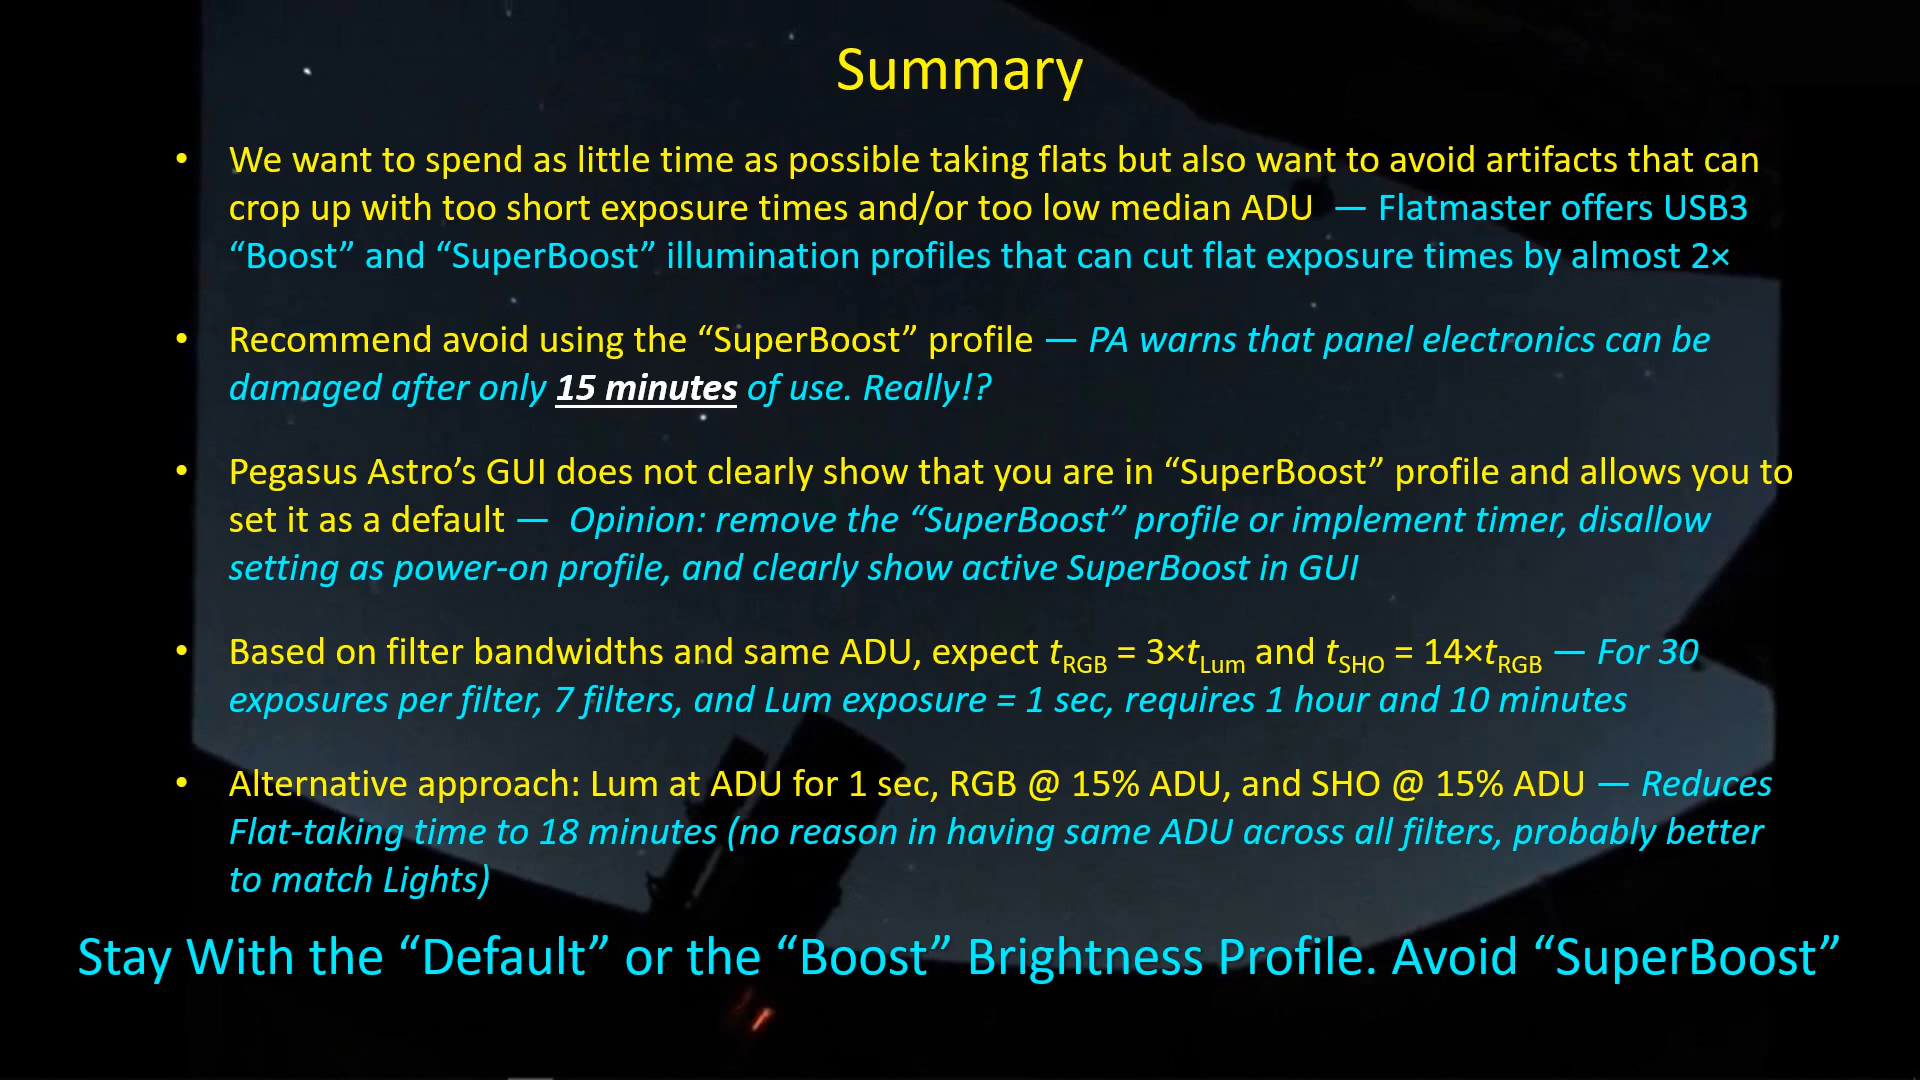 Summary
• We want to spend as little time as possible taking flats but also want to avoid artifacts that can
crop up with too short exposure times and/or too low median ADU — Flatmaster offers USB3
“Boost” and “SuperBoost” illumination profiles that can cut flat exposure times by almost 2×
• Recommend avoid using the “SuperBoost” profile — PA warns that panel electronics can be
damaged after only 15 minutes of use. Really!?
• Pegasus Astro’s GUI does not clearly show that you are in “SuperBoost” profile and allows you to
set it as a default — Opinion: remove the “SuperBoost” profile or implement timer, disallow
setting as power-on profile, and clearly show active SuperBoost in GUI
• Based on filter bandwidths and same ADU, expect tRGB = 3×tLum and tSHO = 14×tRGB — For 30
exposures per filter, 7 filters, and Lum exposure = 1 sec, requires 1 hour and 10 minutes
• Alternative approach: Lum at ADU for 1 sec, RGB @ 15% ADU, and SHO @ 15% ADU — Reduces
Flat-taking time to 18 minutes (no reason in having same ADU across all filters, probably better
to match Lights)
Stay With the “Default” or the “Boost” Brightness Profile. Avoid “SuperBoost”